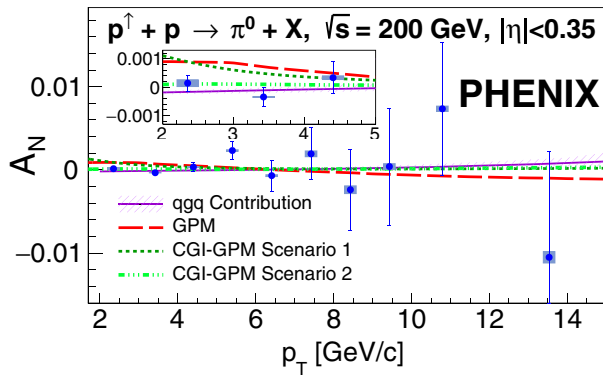 p↑ + p → π⁰ + X, √s = 200 GeV, |η|<0.35
0.001
0
−0.001
2 3 4 5
PHENIX
0.01
0
−0.01
A_N
qgq Contribution
GPM
CGI-GPM Scenario 1
CGI-GPM Scenario 2
2 4 6 8 10 12 14
p_T [GeV/c]